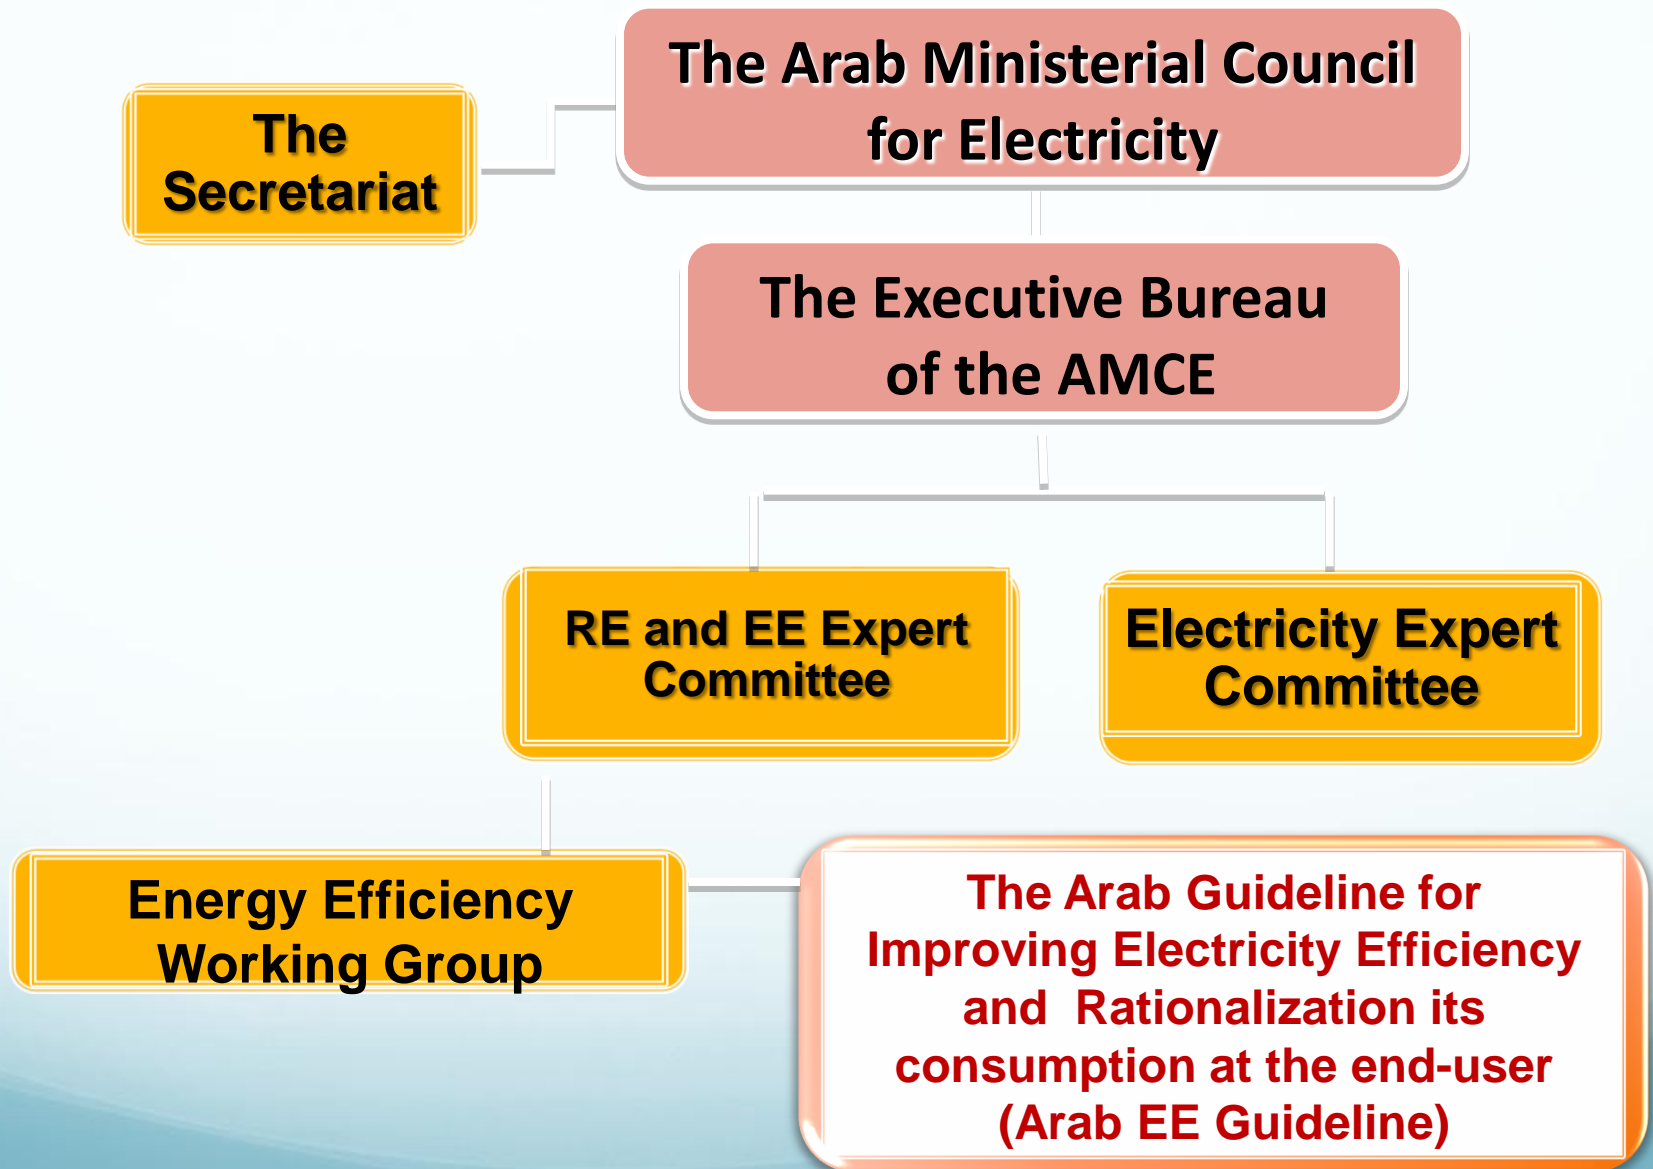 The Arab Ministerial Council
for Electricity
The
Secretariat
The Executive Bureau
of the AMCE
RE and EE Expert
Committee
Electricity Expert
Committee
Energy Efficiency
Working Group
The Arab Guideline for
Improving Electricity Efficiency
and  Rationalization its
consumption at the end-user
(Arab EE Guideline)